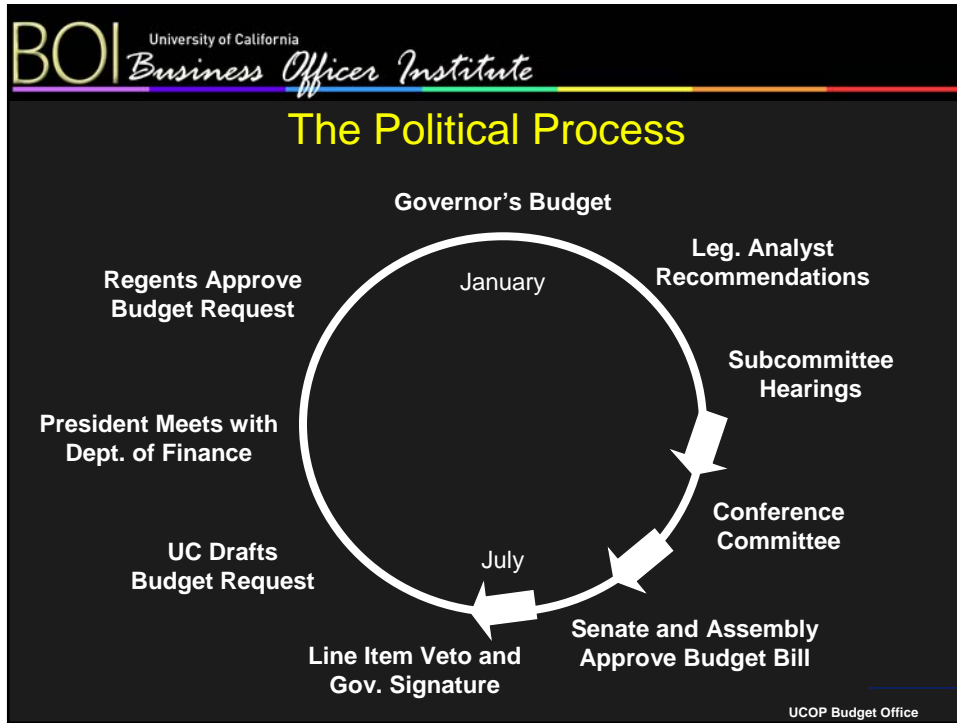 BOI
University of California
Business Officer Institute
The Political Process
Governor's Budget
January
Leg. Analyst
Recommendations
Subcommittee
Hearings
Conference
Committee
Senate and Assembly
Approve Budget Bill
July
Line Item Veto and
Gov. Signature
UC Drafts
Budget Request
President Meets with
Dept. of Finance
Regents Approve
Budget Request
UCOP Budget Office